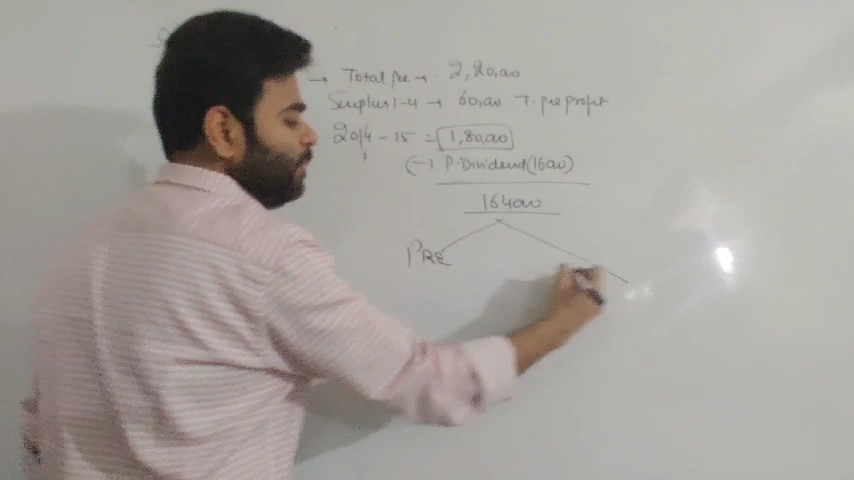 → Total pre → 2,20,000
Surplus 1-4 → 60,000 T. pre profit
2014-15 = 1,80,000
(-) P. Dividend (16000)
164000
PRE